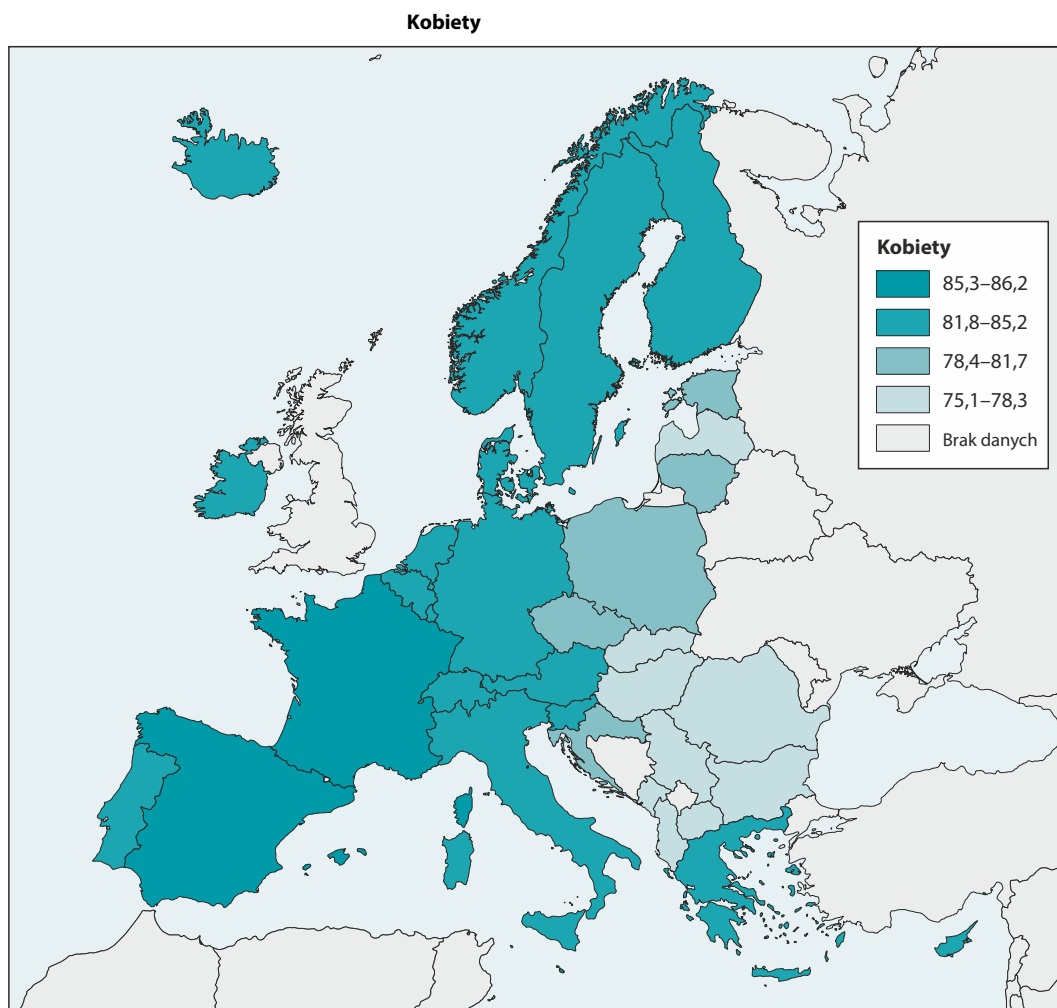 Kobiety
Kobiety
85,3–86,2
81,8–85,2
78,4–81,7
75,1–78,3
Brak danych